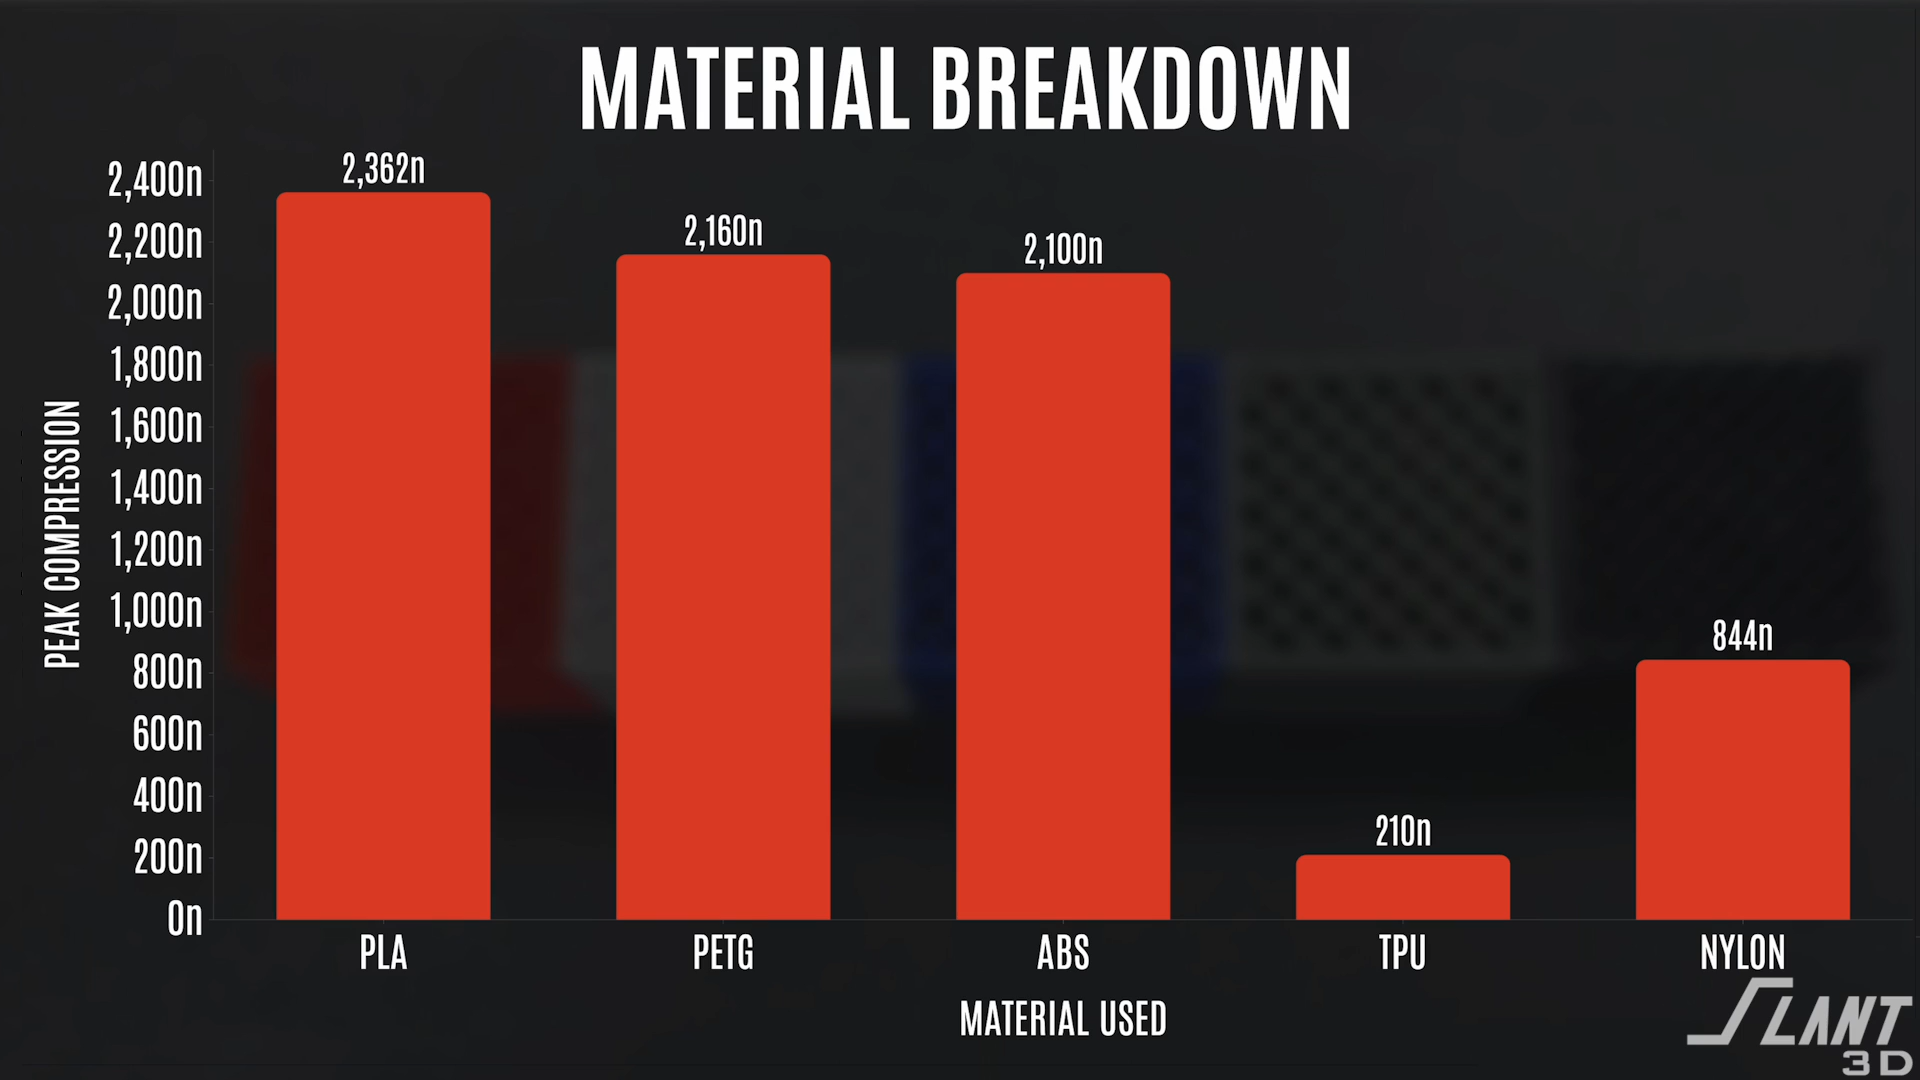 MATERIAL BREAKDOWN
PEAK COMPRESSION
2,400n
2,200n
2,000n
1,800n
1,600n
1,400n
1,200n
1,000n
800n
600n
400n
200n
0n
2,362n
2,160n
2,100n
210n
844n
PLA PETG ABS TPU NYLON
MATERIAL USED
SLANT
3D